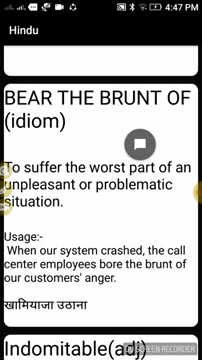 4:47 PM
Hindu
BEAR THE BRUNT OF
(idiom)
To suffer the worst part of an
unpleasant or problematic
situation.
Usage:-
When our system crashed, the call
center employees bore the brunt of
our customers' anger.
खामियाजा उठाना
Indomitable(adj)
SCREEN RECORDER